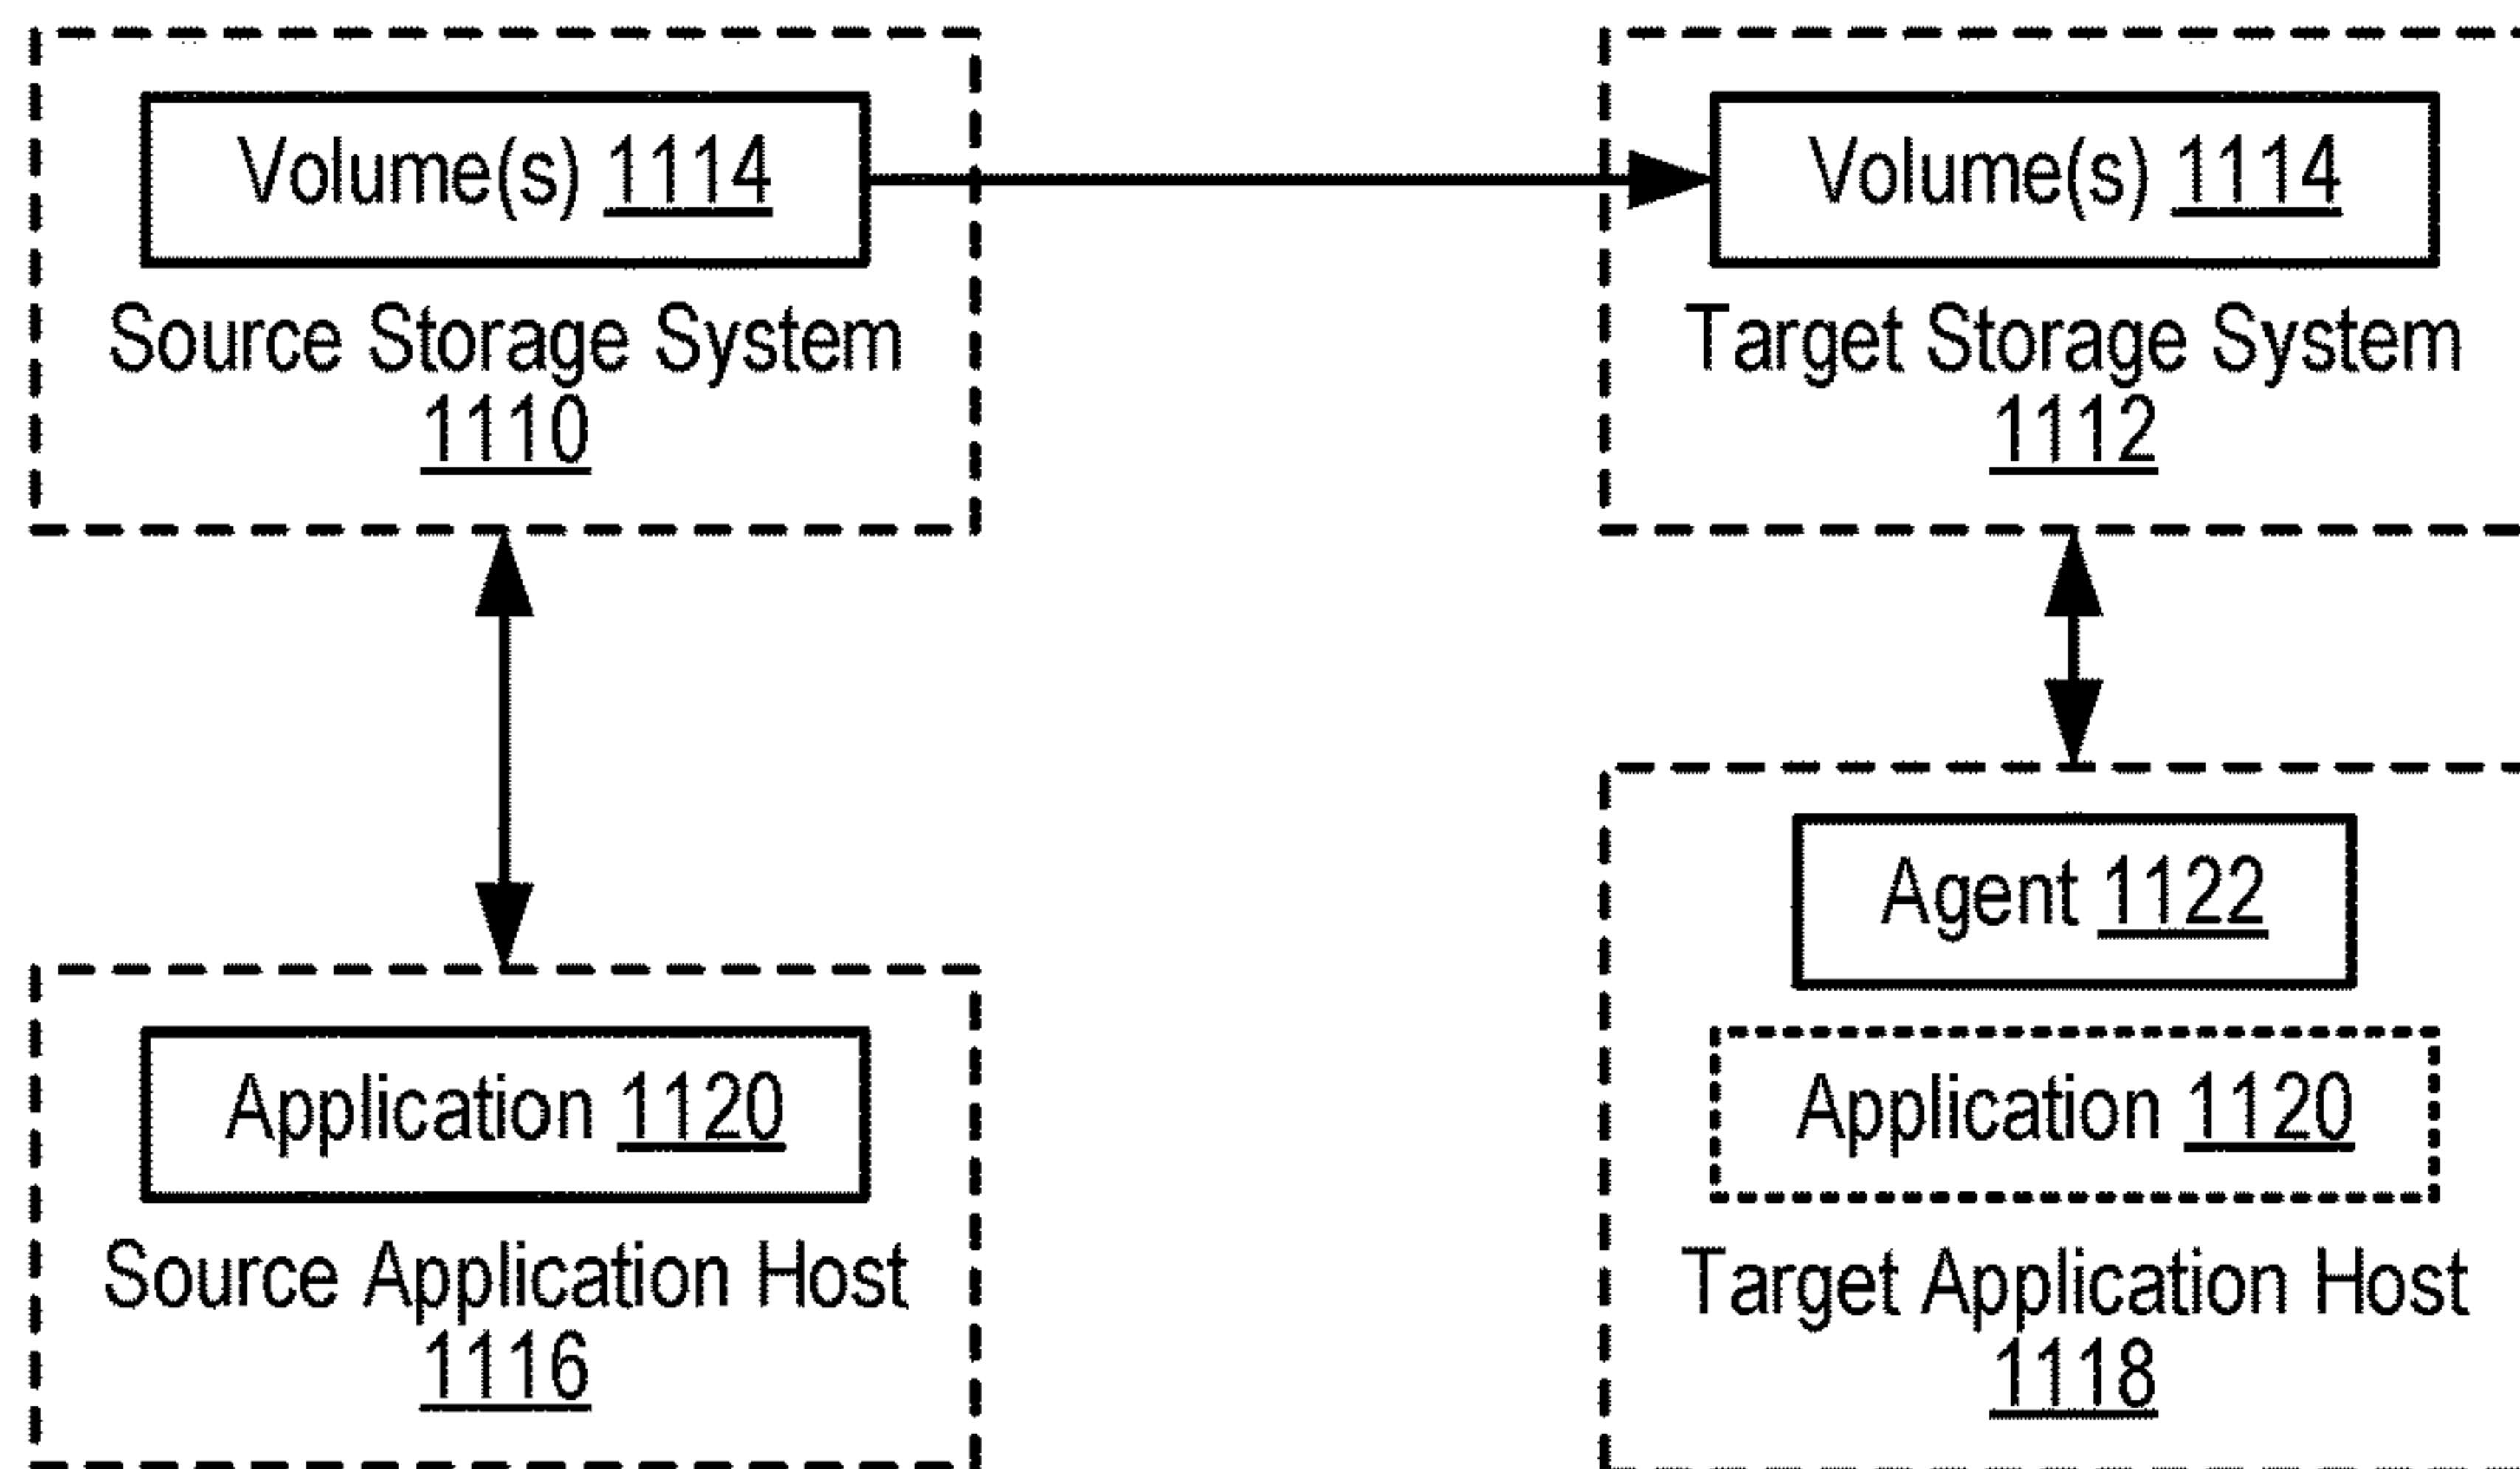 Volume(s) 1114
Source Storage System
1110
Volume(s) 1114
Target Storage System
1112
Application 1120
Source Application Host
1116
Agent 1122
Application 1120
Target Application Host
1118